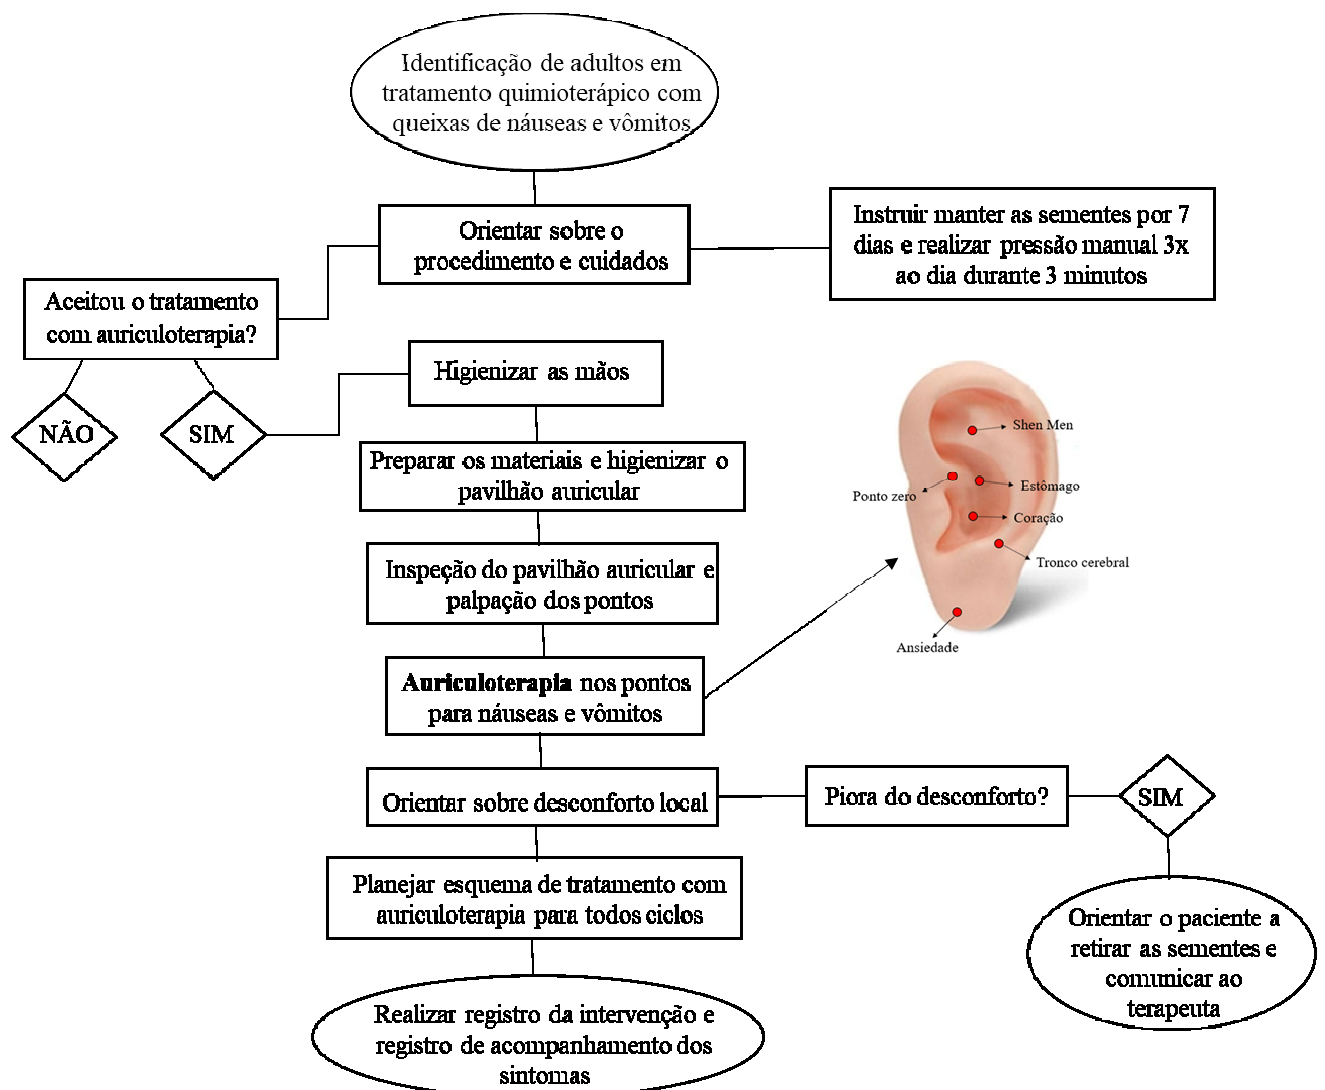 Identificação de adultos em
tratamento quimioterápico com
queixas de náuseas e vômitos
Orientar sobre o
procedimento e cuidados
Instruir manter as sementes por 7
dias e realizar pressão manual 3x
ao dia durante 3 minutos
Aceitou o tratamento
com auriculoterapia?
NÃO
SIM
Higienizar as mãos
Preparar os materiais e higienizar o
pavilhão auricular
Inspeção do pavilhão auricular e
palpação dos pontos
Auriculoterapia nos pontos
para náuseas e vômitos
Shen Men
Ponto zero
Estômago
Coração
Tronco cerebral
Ansiedade
Orientar sobre desconforto local
Piora do desconforto?
SIM
Orientar o paciente a
retirar as sementes e
comunicar ao
terapeuta
Planejar esquema de tratamento com
auriculoterapia para todos ciclos
Realizar registro da intervenção e
registro de acompanhamento dos
sintomas